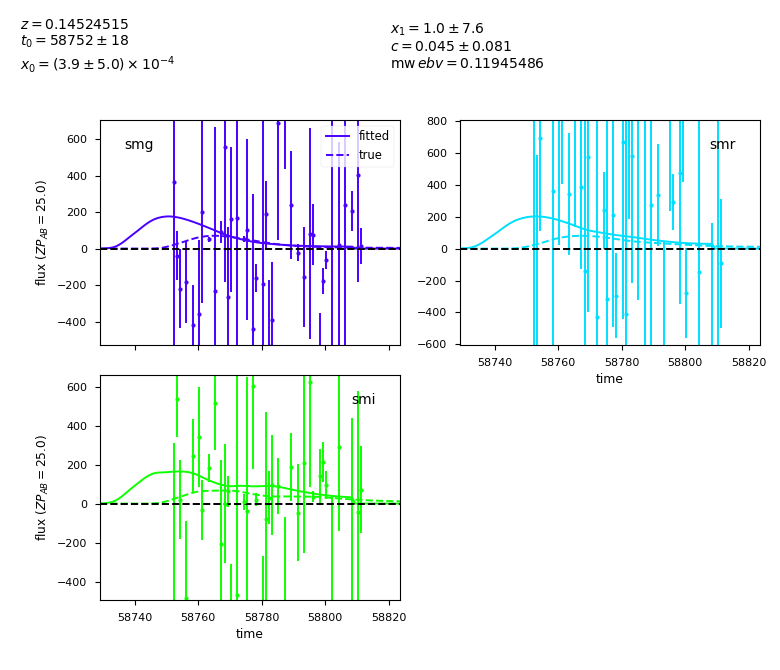 z = 0.14524515
t0 = 58752 ± 18
x0 = (3.9 ± 5.0) × 10^−4
x1 = 1.0 ± 7.6
c = 0.045 ± 0.081
mwebv = 0.11945486
smg
fitted
true
600
400
200
0
−200
−400
flux (ZP_AB = 25.0)
smr
800
600
400
200
0
−200
−400
−600
58740 58760 58780 58800 58820
time
smi
600
400
200
0
−200
−400
flux (ZP_AB = 25.0)
58740 58760 58780 58800 58820
time